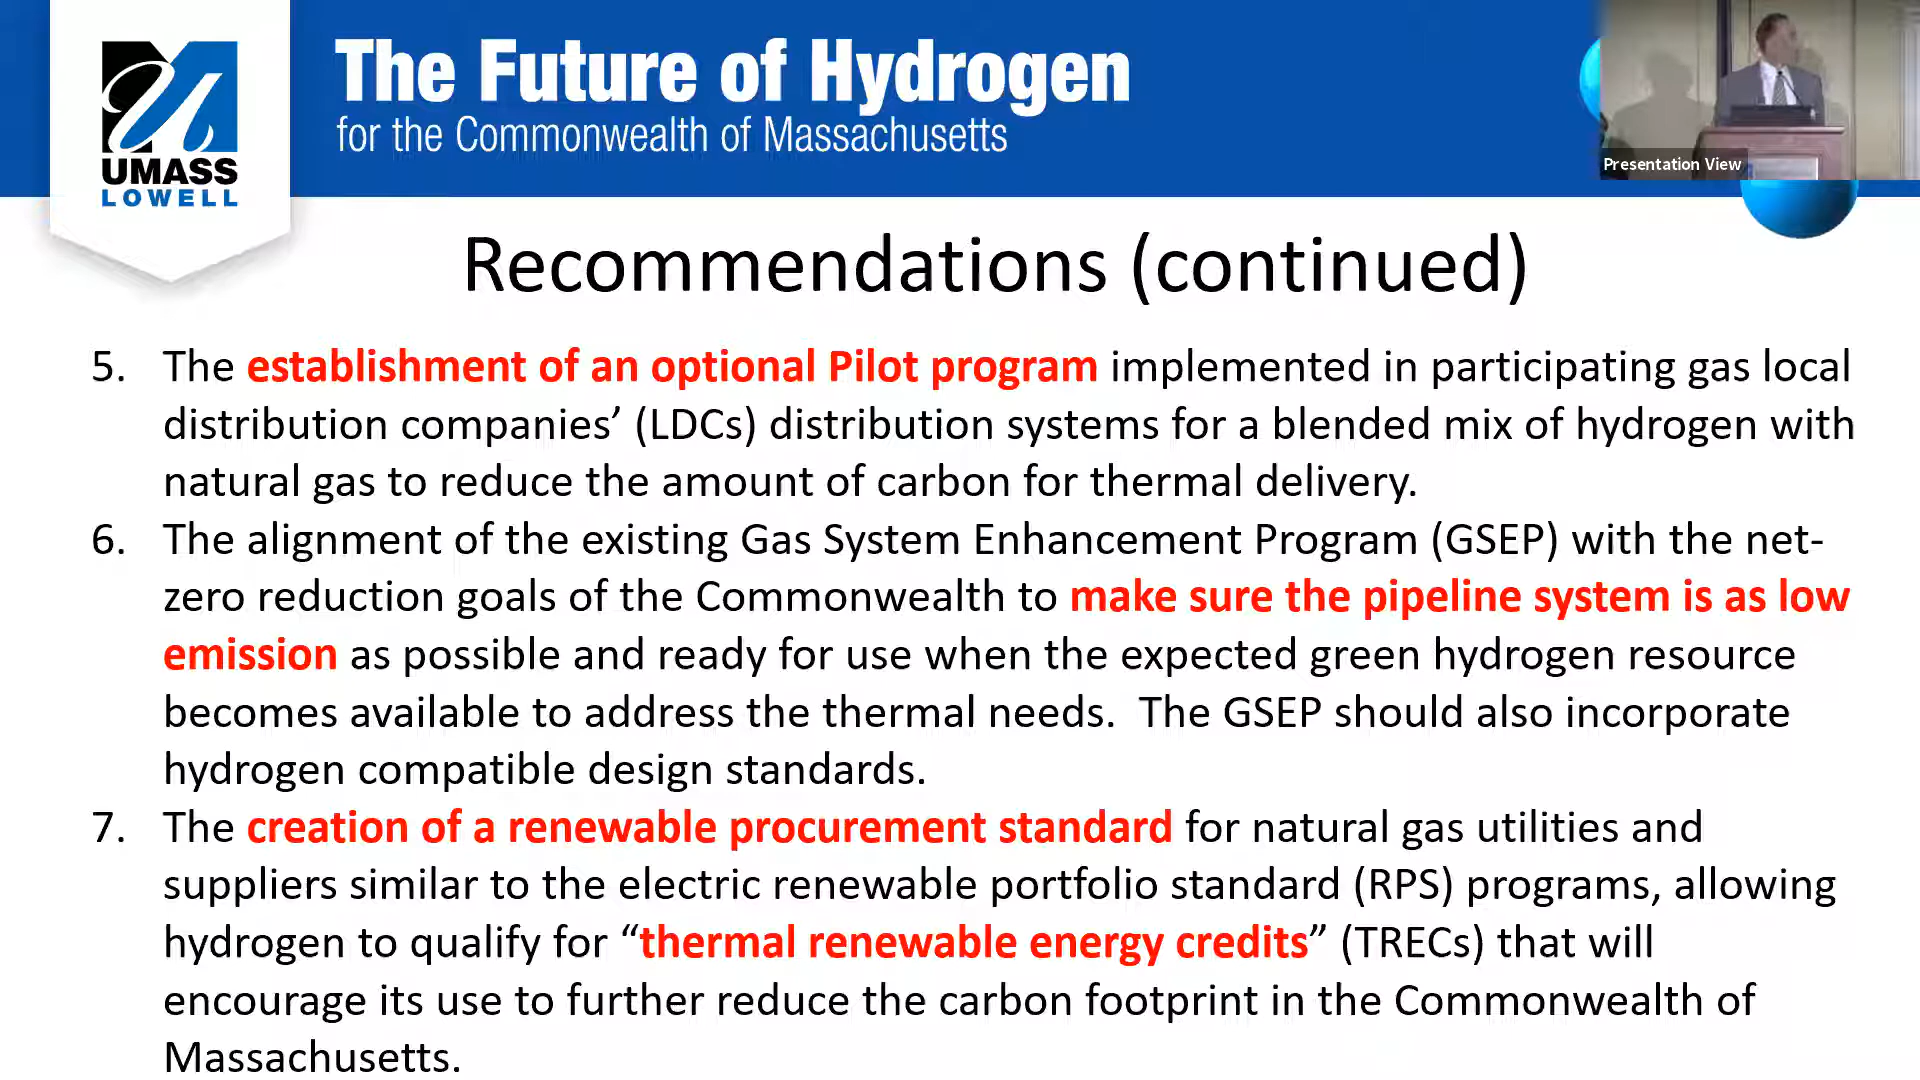 UMASS
LOWELL
The Future of Hydrogen
for the Commonwealth of Massachusetts
Presentation View
Recommendations (continued)
5. The establishment of an optional Pilot program implemented in participating gas local
distribution companies’ (LDCs) distribution systems for a blended mix of hydrogen with
natural gas to reduce the amount of carbon for thermal delivery.
6. The alignment of the existing Gas System Enhancement Program (GSEP) with the net-
zero reduction goals of the Commonwealth to make sure the pipeline system is as low
emission as possible and ready for use when the expected green hydrogen resource
becomes available to address the thermal needs.  The GSEP should also incorporate
hydrogen compatible design standards.
7. The creation of a renewable procurement standard for natural gas utilities and
suppliers similar to the electric renewable portfolio standard (RPS) programs, allowing
hydrogen to qualify for “thermal renewable energy credits” (TRECs) that will
encourage its use to further reduce the carbon footprint in the Commonwealth of
Massachusetts.